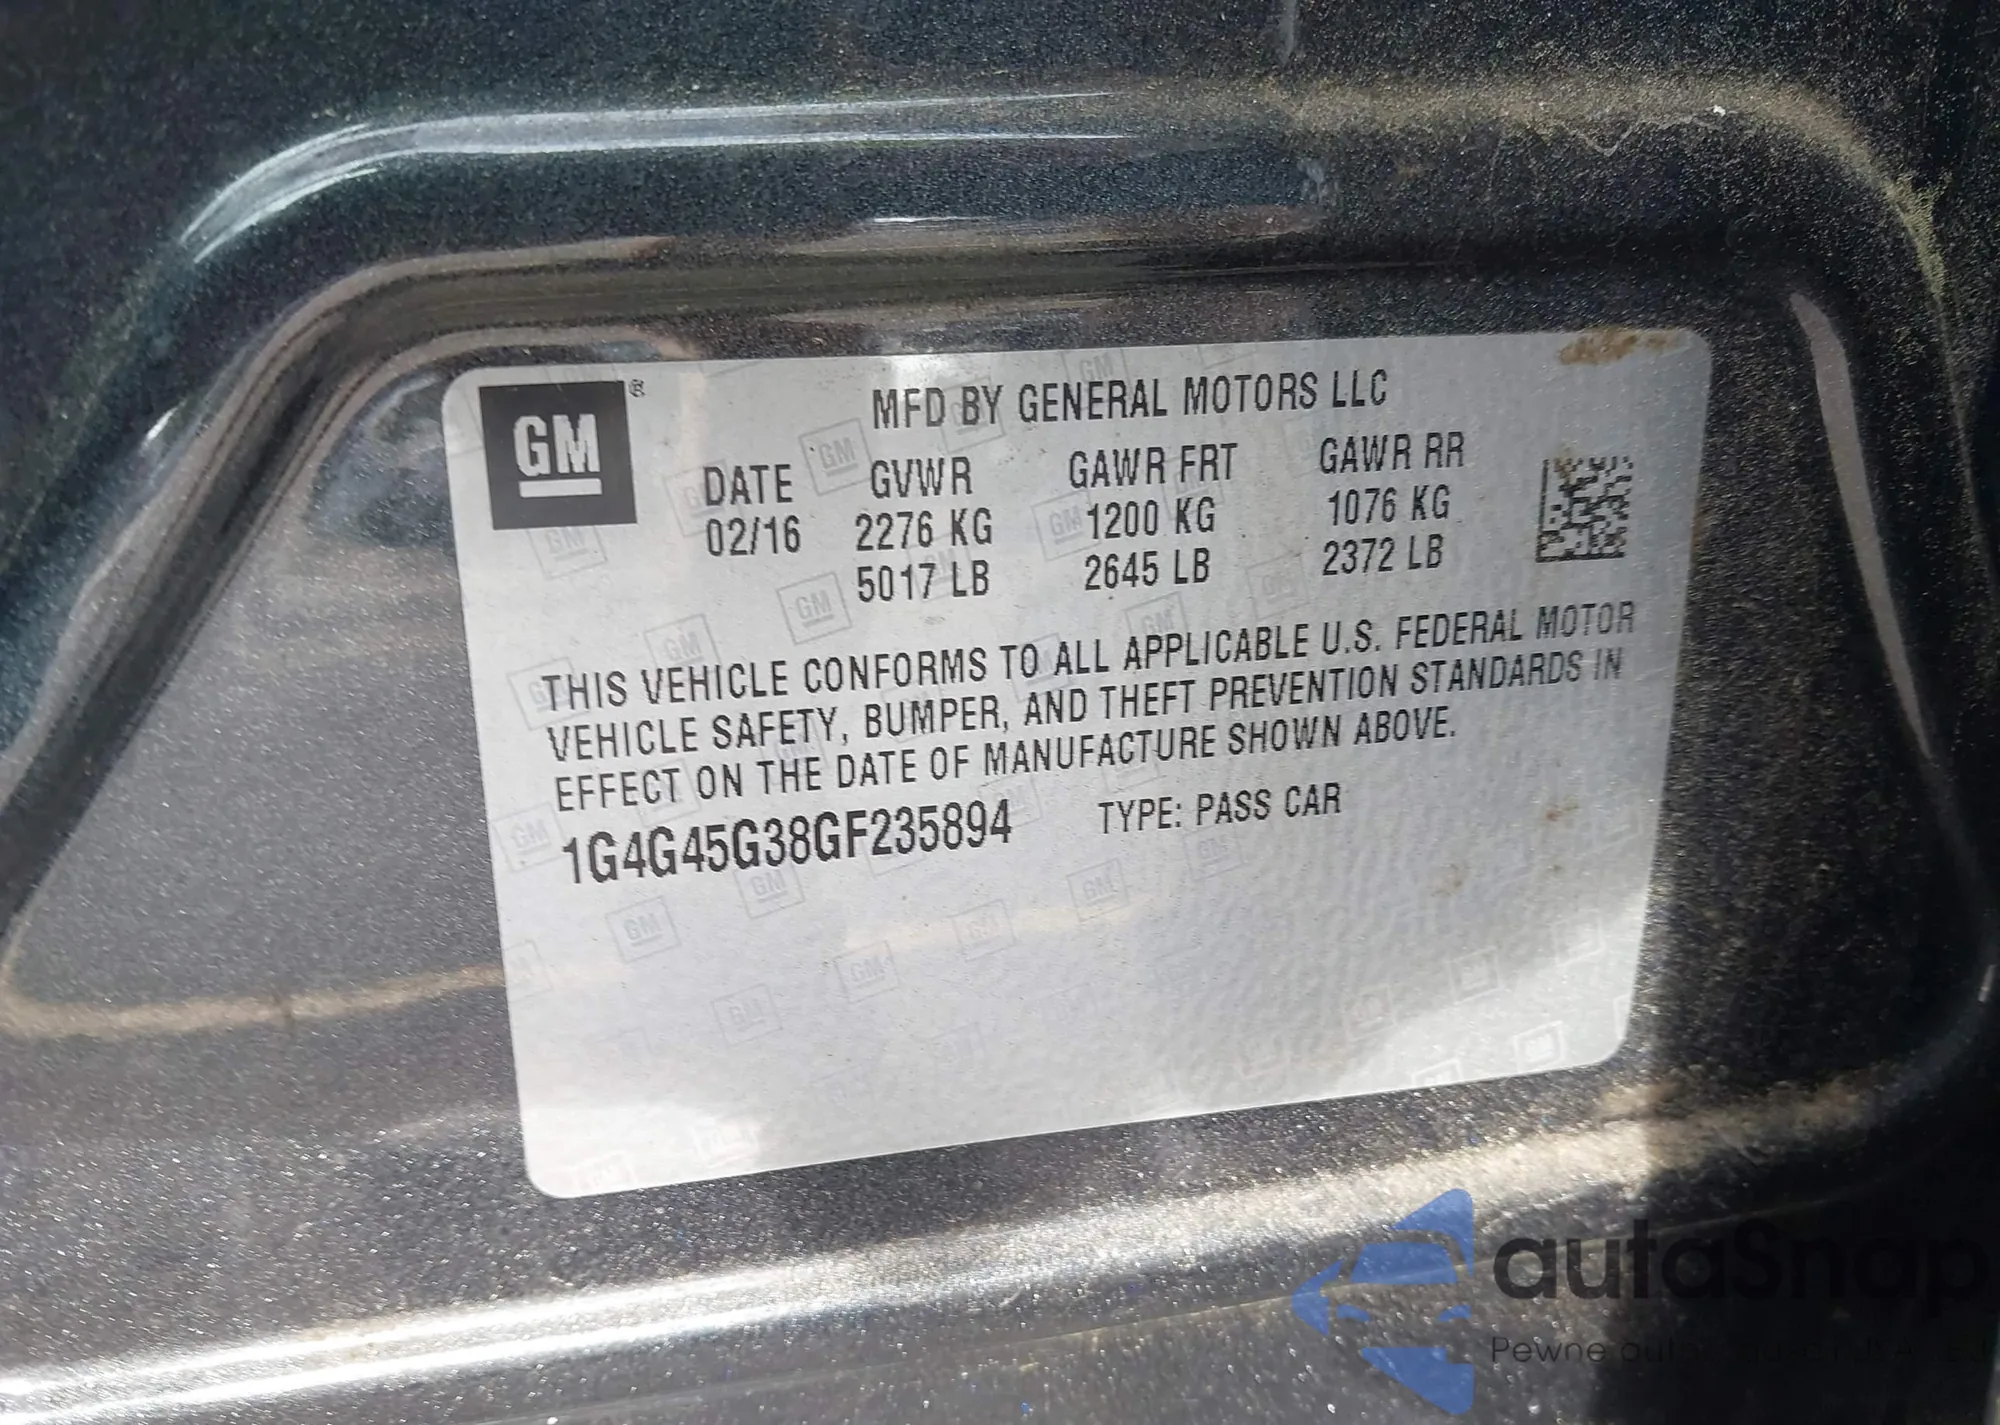 GM ®
MFD BY GENERAL MOTORS LLC
DATE GVWR GAWR FRT GAWR RR
02/16 2276 KG 1200 KG 1076 KG
5017 LB 2645 LB 2372 LB
THIS VEHICLE CONFORMS TO ALL APPLICABLE U.S. FEDERAL MOTOR
VEHICLE SAFETY, BUMPER, AND THEFT PREVENTION STANDARDS IN
EFFECT ON THE DATE OF MANUFACTURE SHOWN ABOVE.
1G4G45G38GF235894 TYPE: PASS CAR
autaSnap
Pewne